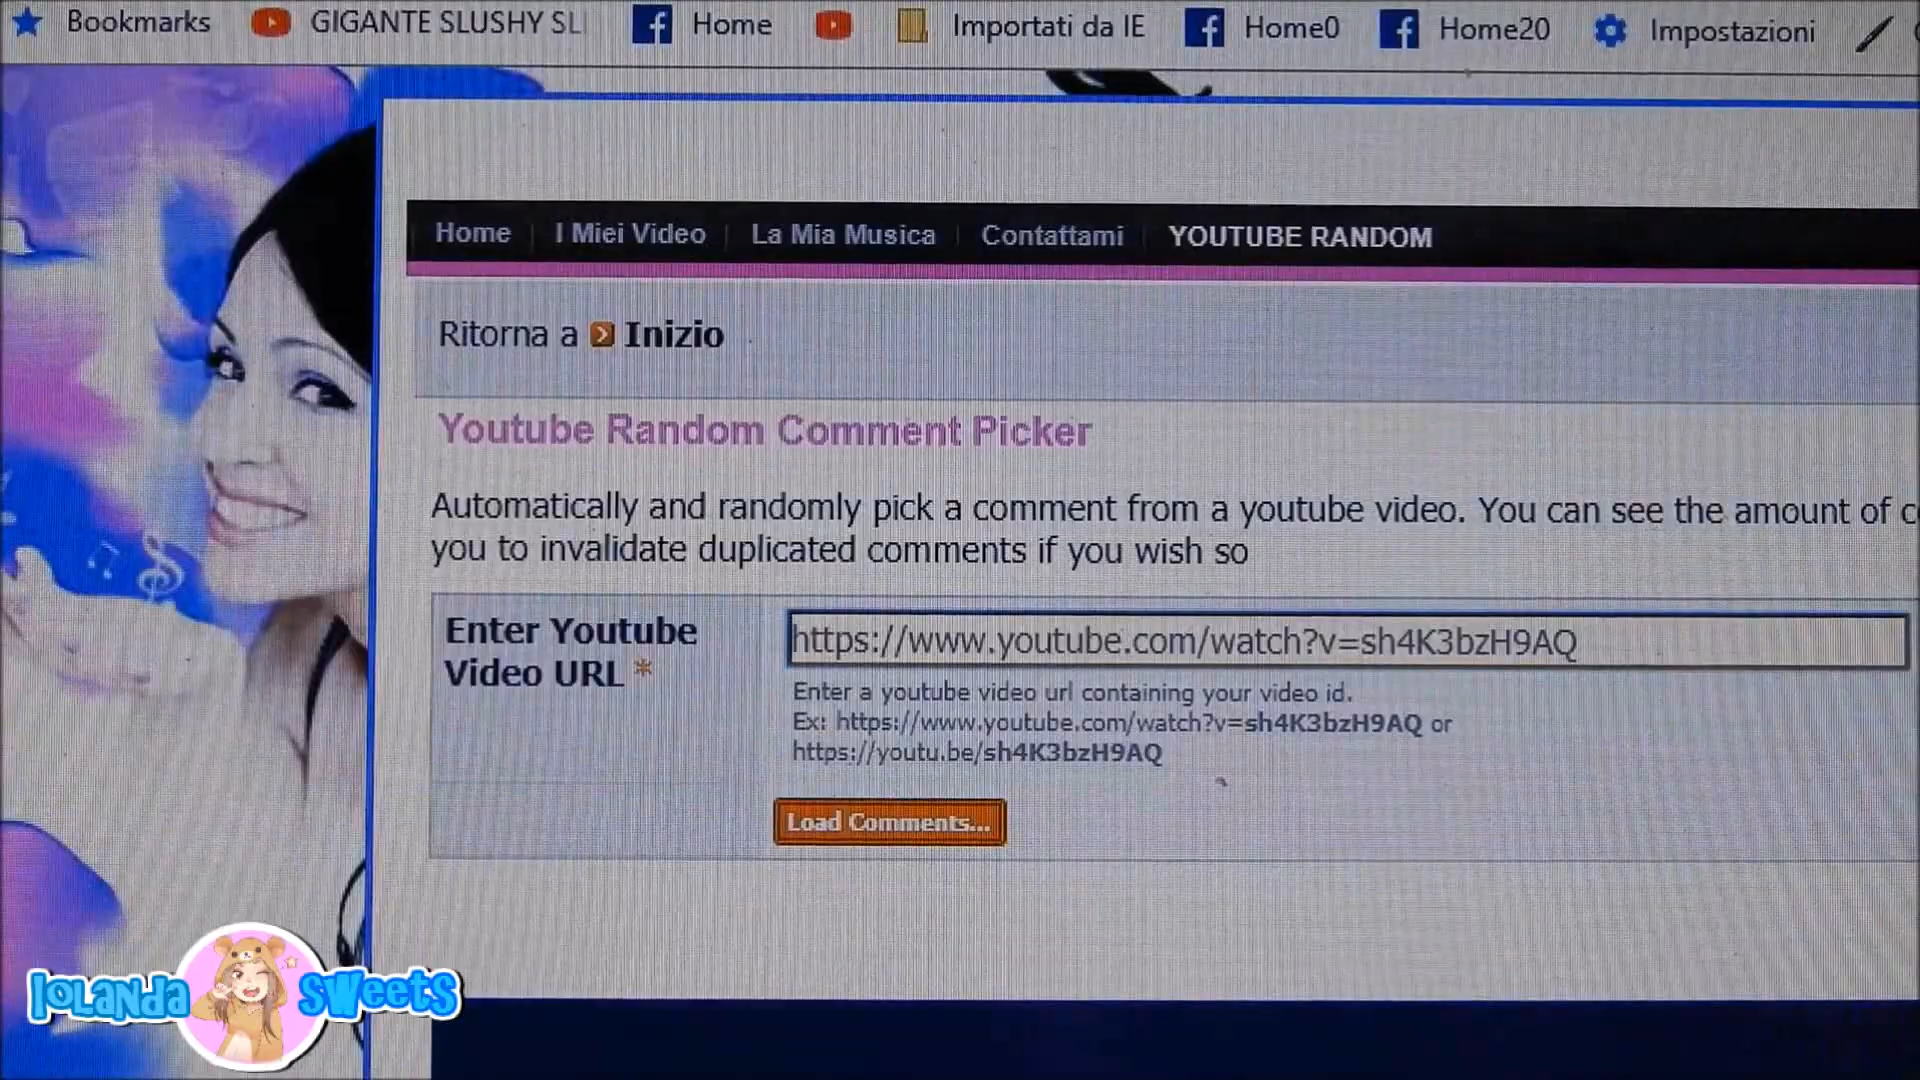 Bookmarks GIGANTE SLUSHY SL Home Importati da IE Home0 Home20 Impostazioni
Home I Miei Video La Mia Musica Contattami YOUTUBE RANDOM
Ritorna a Inizio
Youtube Random Comment Picker
Automatically and randomly pick a comment from a youtube video. You can see the amount of
you to invalidate duplicated comments if you wish so
Enter Youtube
Video URL *
https://www.youtube.com/watch?v=sh4K3bzH9AQ
Enter a youtube video url containing your video id.
Ex: https://www.youtube.com/watch?v=sh4K3bzH9AQ or
https://youtu.be/sh4K3bzH9AQ
Load Comments...
IOLANDA SWEETS